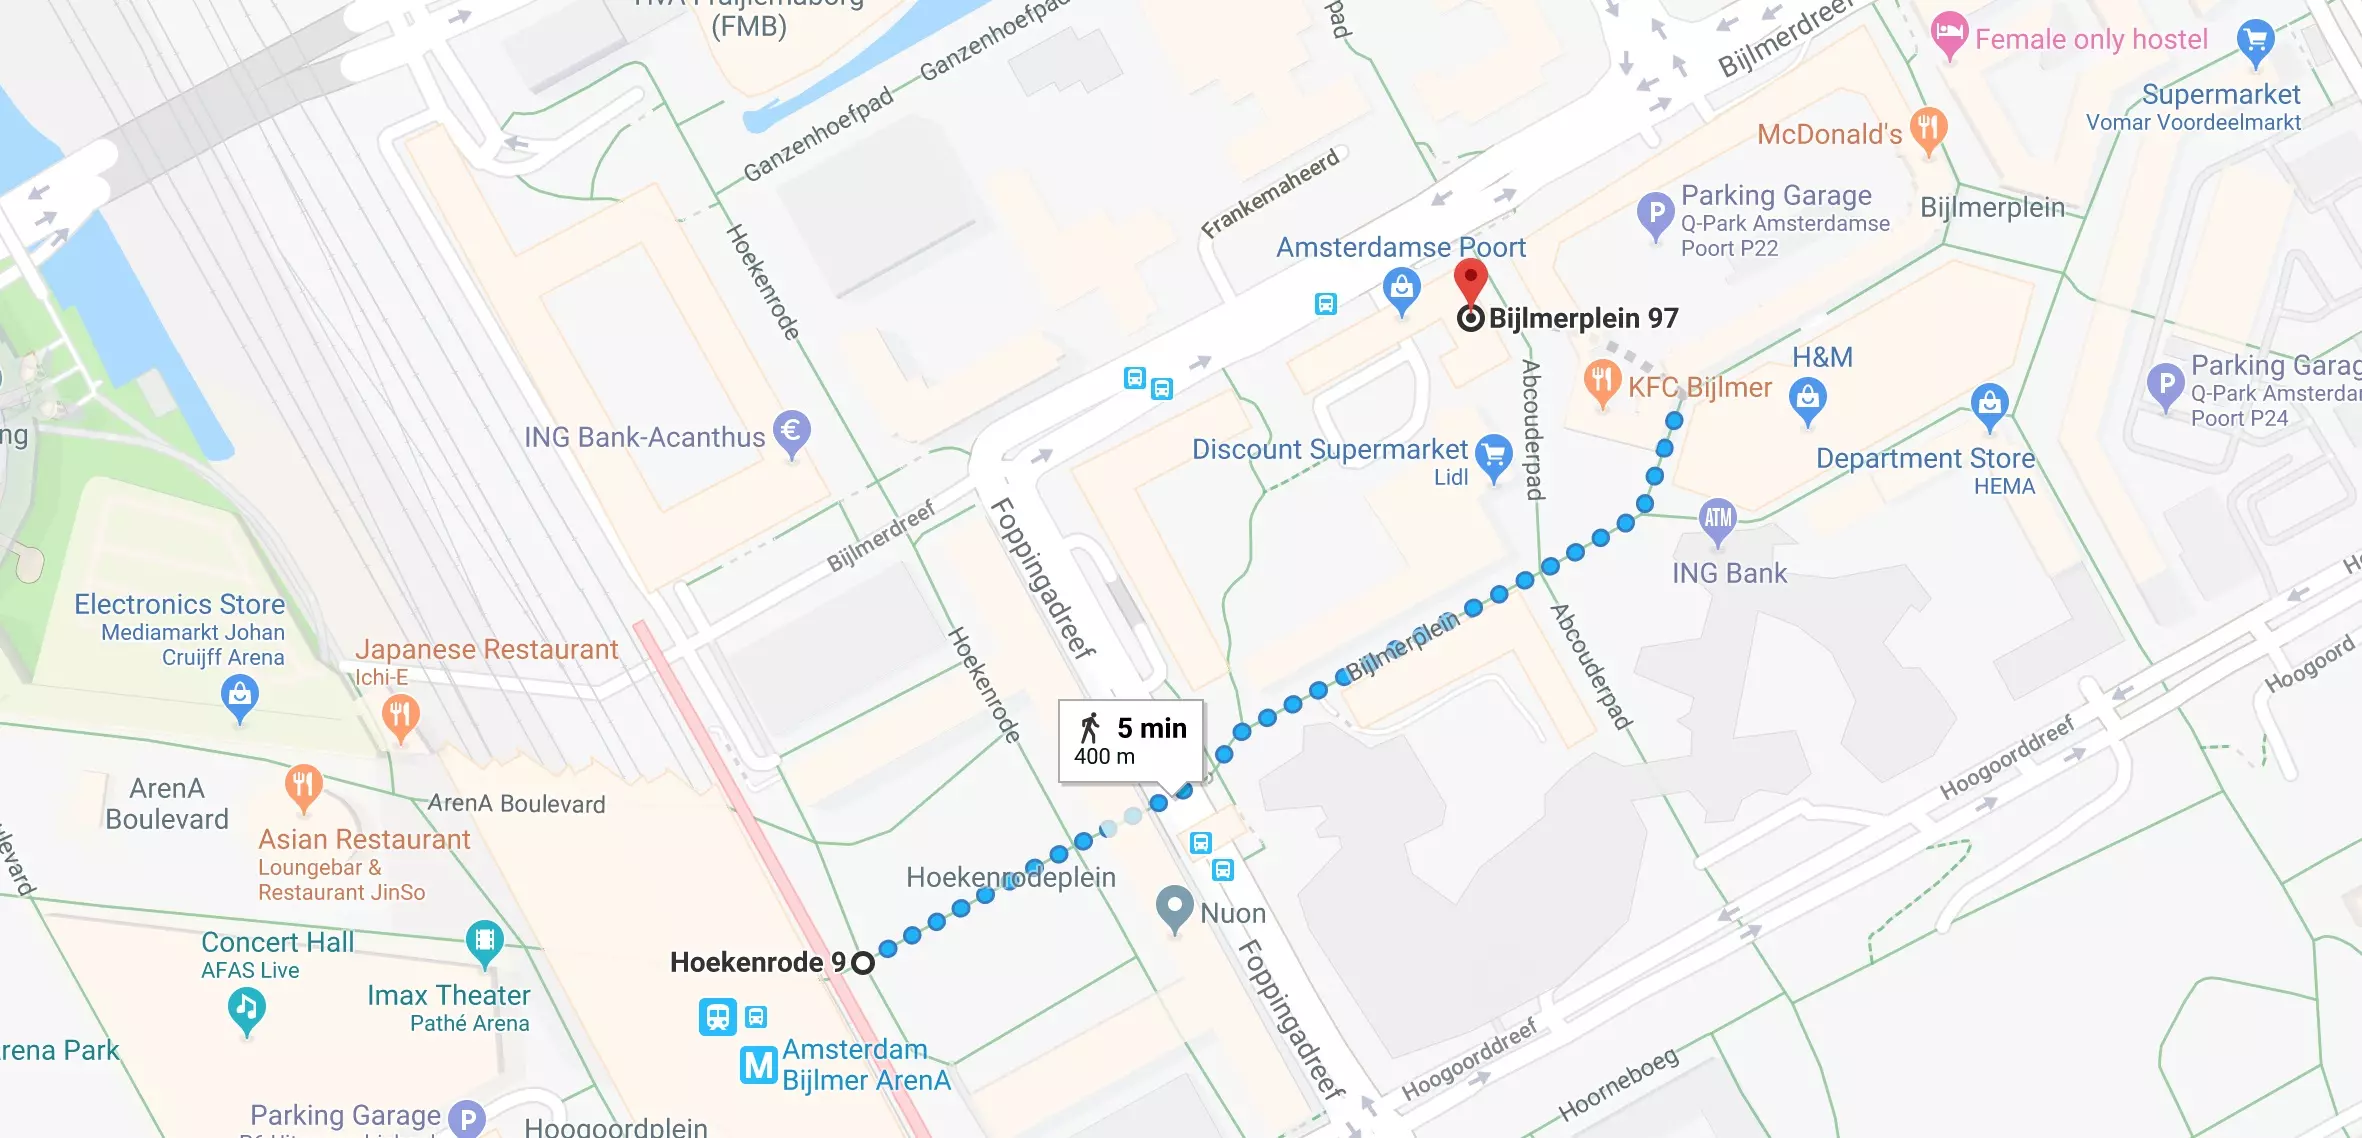 (FMB)
Ganzenhoefpad
Bijlmerdreef
Female only hostel
Supermarket
Vomar Voordeelmarkt
McDonald's
Ganzenhoefpad
Frankemaheerd
Parking Garage
Q-Park Amsterdamse
Poort P22
Bijlmerplein
Hoekenrode
Amsterdamse Poort
Bijlmerplein 97
H&M
KFC Bijlmer
Parking Garag
Q-Park Amsterda
Poort P24
Abcouderpad
ng
ING Bank-Acanthus
€
Discount Supermarket
Lidl
Department Store
HEMA
Bijlmerdreef
Foppingadreef
ATM
ING Bank
Electronics Store
Mediamarkt Johan
Cruijff Arena
Japanese Restaurant
Ichi-E
Hoekenrode
Bijlmerplein
Abcouderpad
Hoogoord
5 min
400 m
Hoogoorddreef
ArenA
Boulevard
ArenA Boulevard
Asian Restaurant
Loungebar &
Restaurant JinSo
Hoekenrodeplein
Nuon
Concert Hall
AFAS Live
Hoekenrode 9
Imax Theater
Pathé Arena
Foppingadreef
M
Amsterdam
Bijlmer ArenA
rena Park
Hoogoorddreef
Hoorneboeg
Parking Garage
P
Hoogoordplein